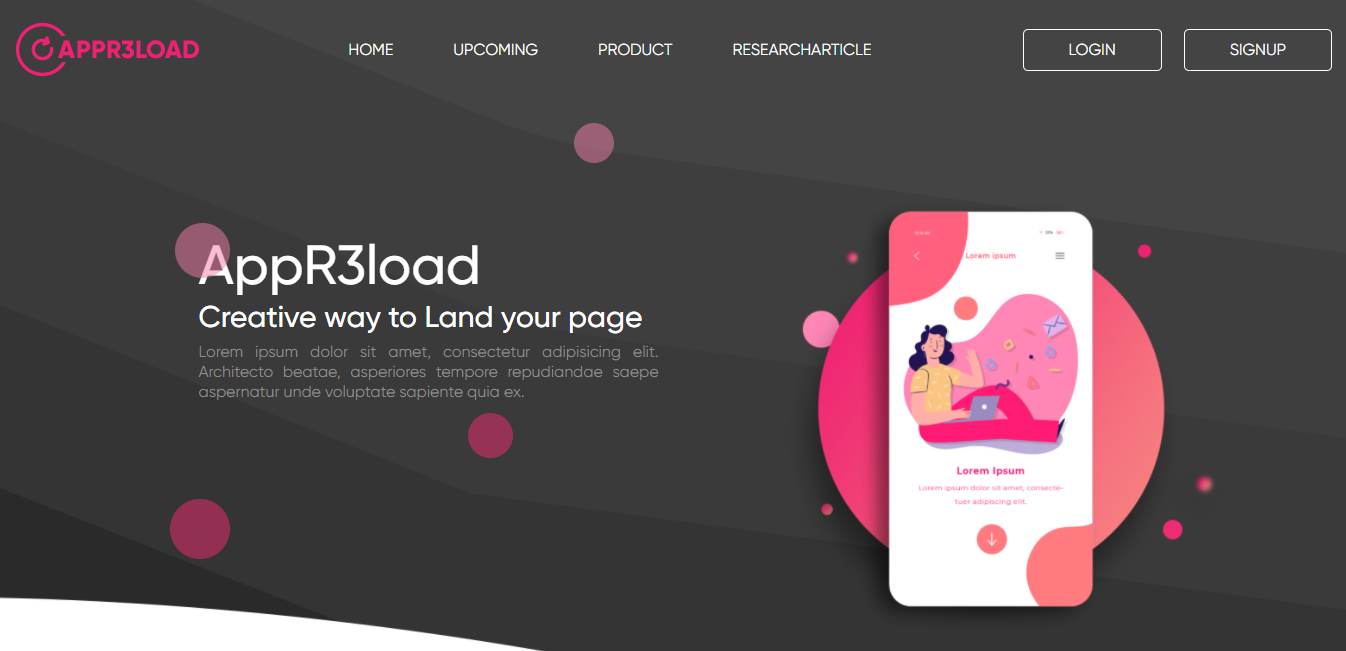 APPR3LOAD
HOME UPCOMING PRODUCT RESEARCHARTICLE LOGIN SIGNUP
AppR3load
Creative way to Land your page
Lorem ipsum dolor sit amet, consectetur adipisicing elit.
Architecto beatae, asperiores tempore repudiandae saepe
aspernatur unde voluptate sapiente quia ex.
Lorem ipsum
Lorem Ipsum
Lorem ipsum dolor sit amet, consecte-
tuer adipiscing elit.